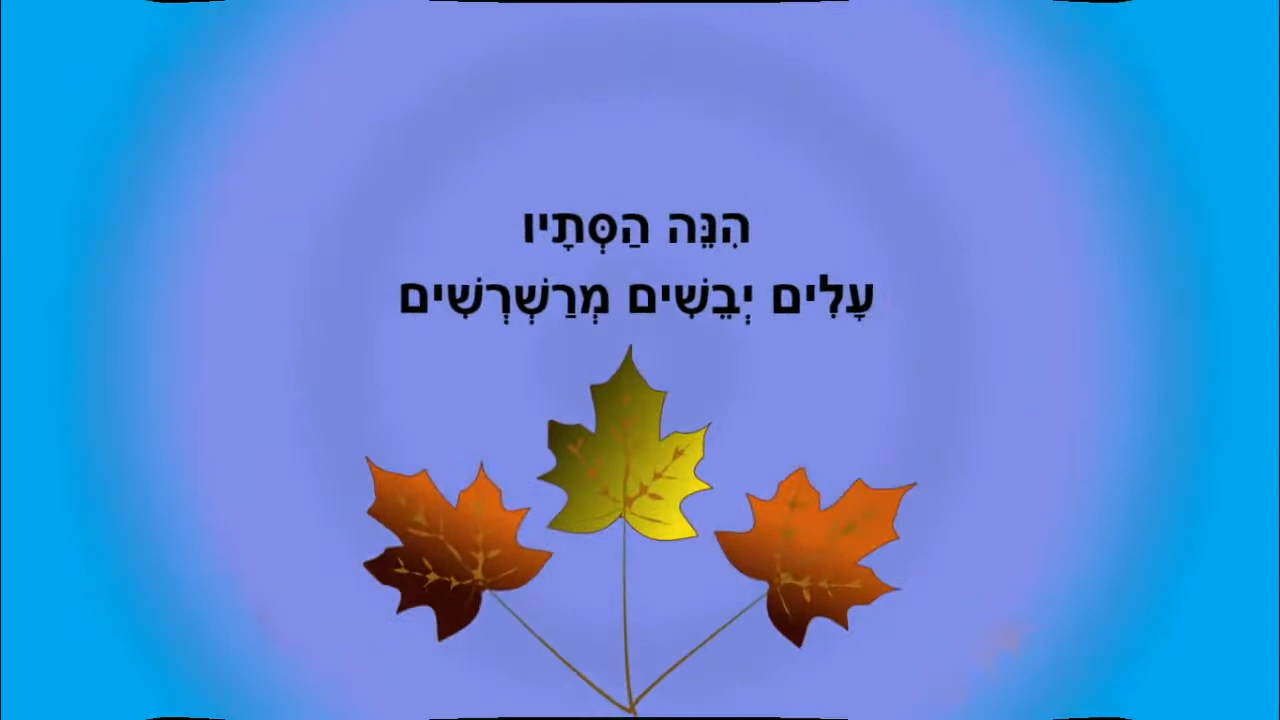 הִנֵּה הַסְּתָיו
עָלִים יְבֵשִׁים מְרַשְׁרְשִׁים